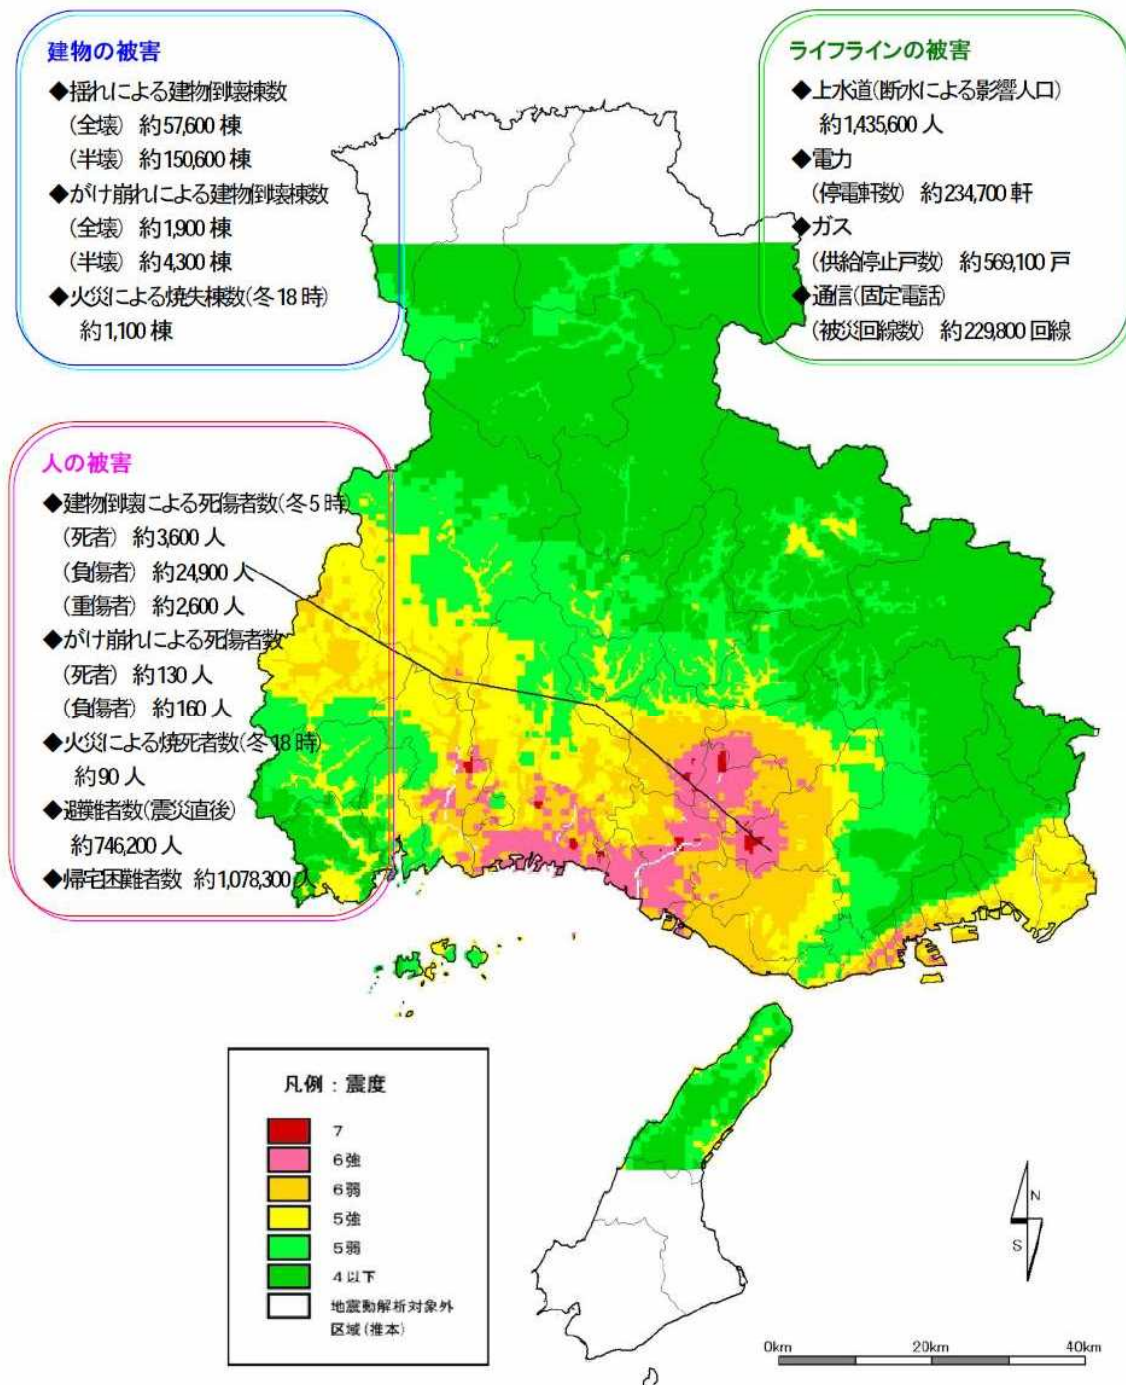 建物の被害
◆揺れによる建物倒壊棟数
(全壊) 約57,600 棟
(半壊) 約150,600 棟
◆がけ崩れによる建物倒壊棟数
(全壊) 約1,900 棟
(半壊) 約4,300 棟
◆火災による焼失棟数(冬18時)
約1,100 棟
ライフラインの被害
◆上水道(断水による影響人口)
約1,435,600 人
◆電力
(停電軒数) 約234,700 軒
◆ガス
(供給停止戸数) 約569,100 戸
◆通信(固定電話)
(被災回線数) 約229,800 回線
人の被害
◆建物倒壊による死傷者数(冬5時)
(死者) 約3,600 人
(負傷者) 約24,900 人
(重傷者) 約2,600 人
◆がけ崩れによる死傷者数
(死者) 約130 人
(負傷者) 約160 人
◆火災による焼死者数(冬18時)
約90 人
◆避難者数(震災直後)
約746,200 人
◆帰宅困難者数 約1,078,300 人
凡例：震度
7
6強
6弱
5強
5弱
4以下
地震動解析対象外
区域(推本)
N
S
0km 20km 40km